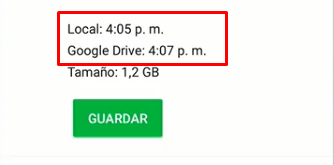 Local: 4:05 p. m.
Google Drive: 4:07 p. m.
Tamaño: 1,2 GB
GUARDAR